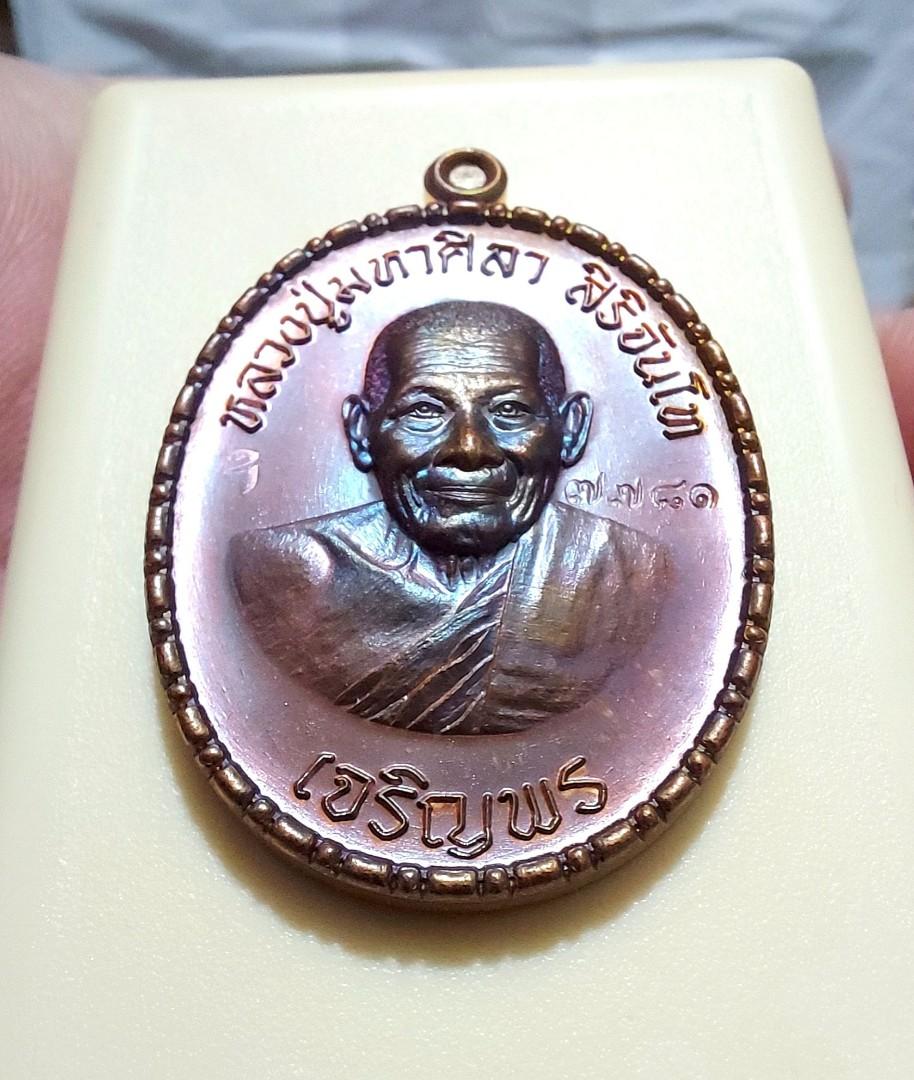 หลวงปู่มหาศิลา สิริจันโท
๗๗๘๑
เจริญพร